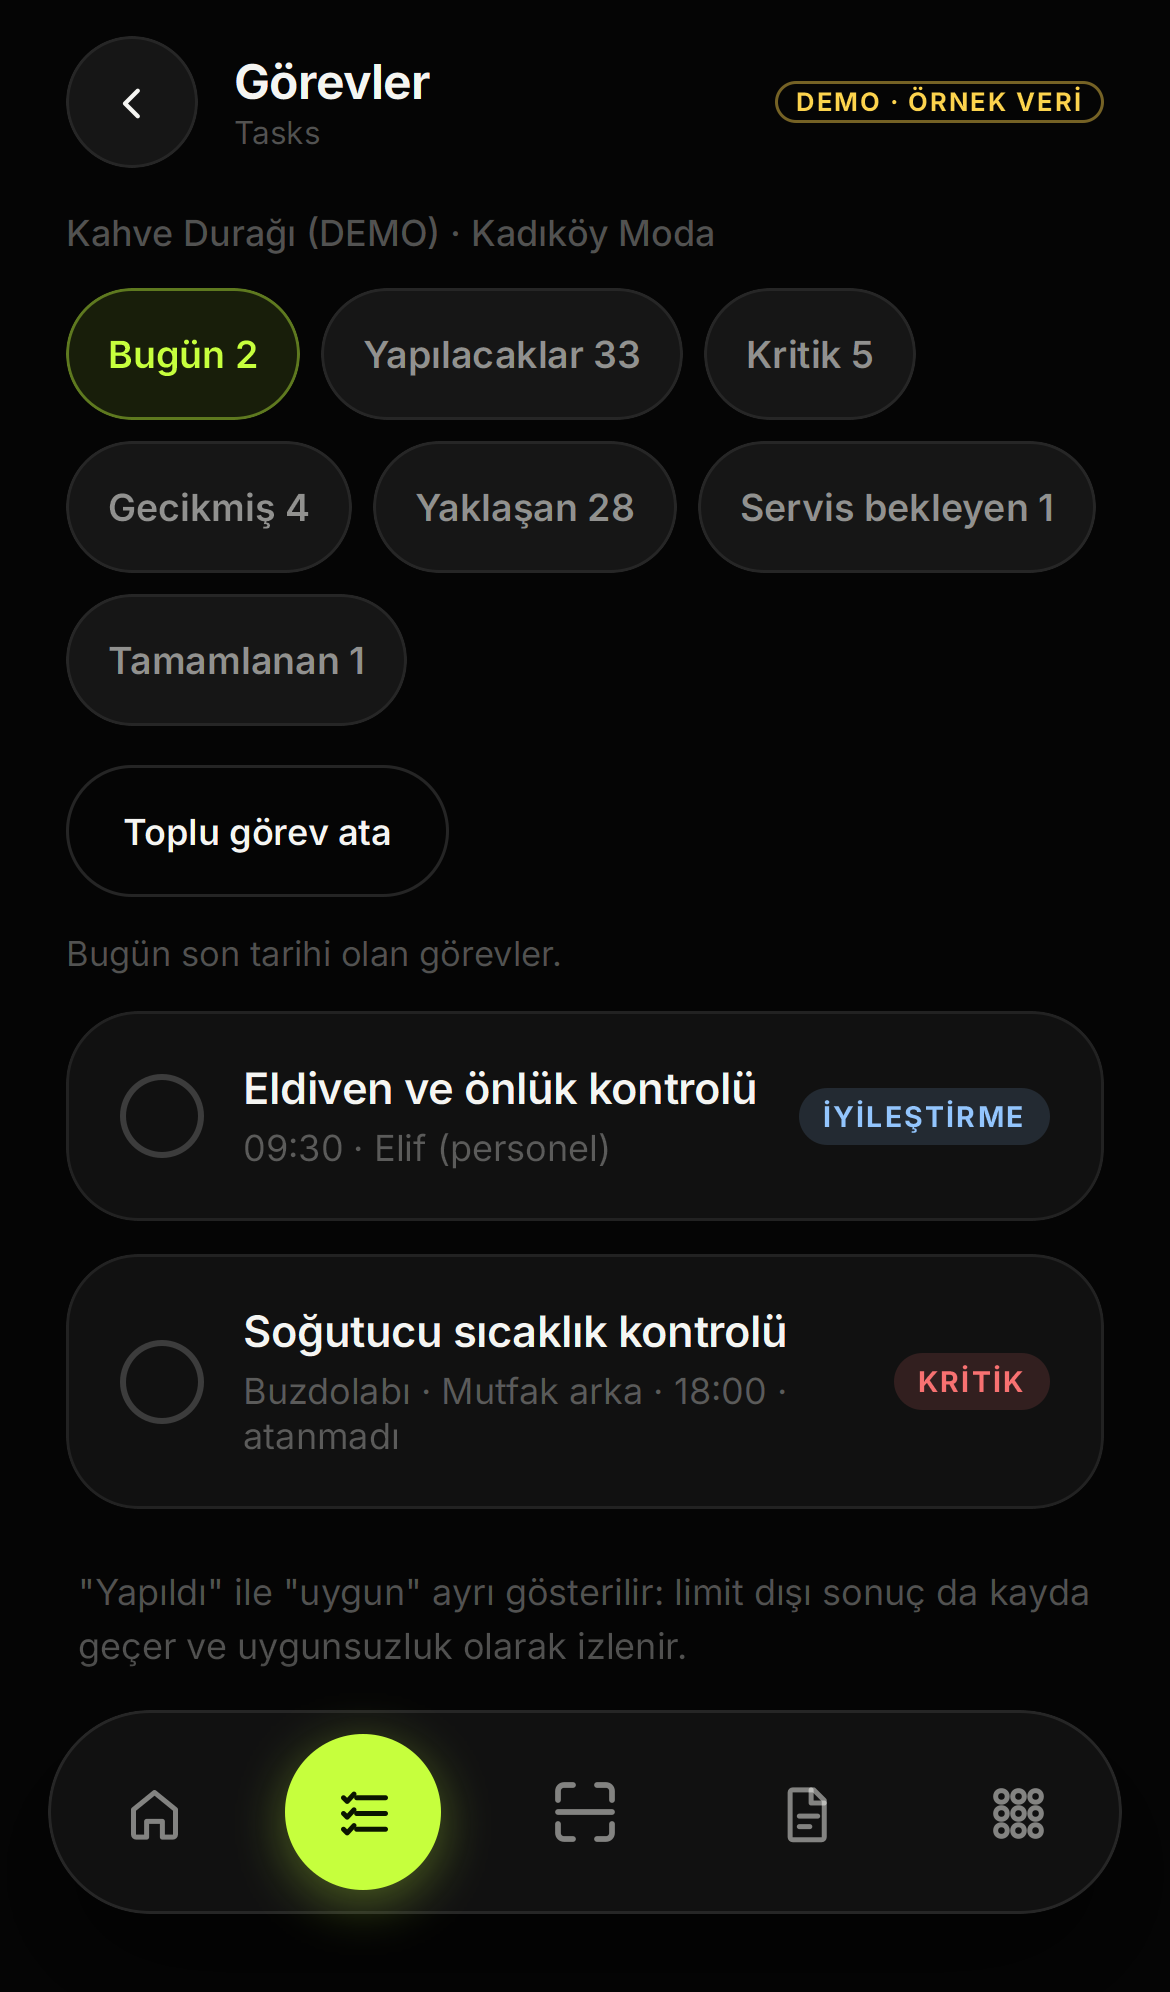 Görevler
Tasks
DEMO · ÖRNEK VERİ
Kahve Durağı (DEMO) · Kadıköy Moda
Bugün 2
Yapılacaklar 33
Kritik 5
Gecikmiş 4
Yaklaşan 28
Servis bekleyen 1
Tamamlanan 1
Toplu görev ata
Bugün son tarihi olan görevler.
Eldiven ve önlük kontrolü
09:30 · Elif (personel)
İYİLEŞTİRME
Soğutucu sıcaklık kontrolü
Buzdolabı · Mutfak arka · 18:00 ·
atanmadı
KRİTİK
"Yapıldı" ile "uygun" ayrı gösterilir: limit dışı sonuç da kayda
geçer ve uygunsuzluk olarak izlenir.